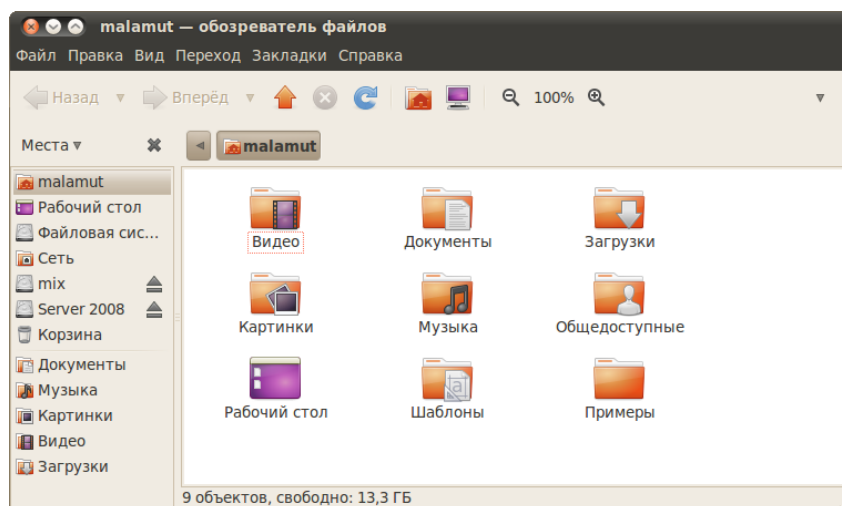 malamut — обозреватель файлов
Файл Правка Вид Переход Закладки Справка
Назад Вперёд 100%
Места
malamut
malamut
Рабочий стол
Файловая сис...
Сеть
mix
Server 2008
Корзина
Документы
Музыка
Картинки
Видео
Загрузки
Видео Документы Загрузки
Картинки Музыка Общедоступные
Рабочий стол Шаблоны Примеры
9 объектов, свободно: 13,3 ГБ